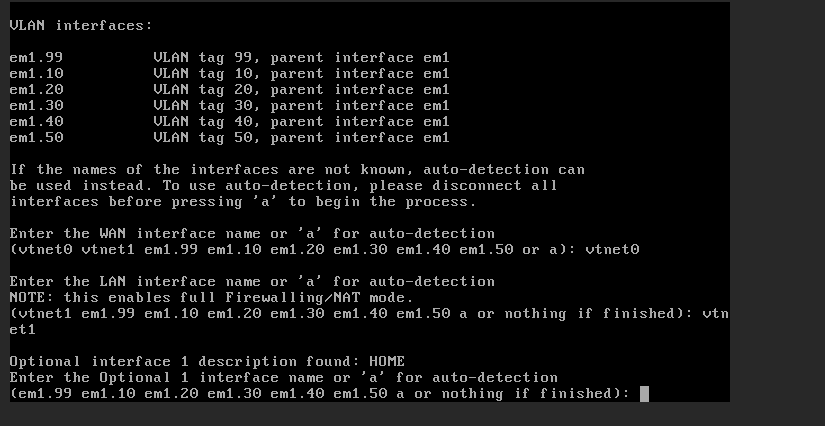 VLAN interfaces:
em1.99 VLAN tag 99, parent interface em1
em1.10 VLAN tag 10, parent interface em1
em1.20 VLAN tag 20, parent interface em1
em1.30 VLAN tag 30, parent interface em1
em1.40 VLAN tag 40, parent interface em1
em1.50 VLAN tag 50, parent interface em1
If the names of the interfaces are not known, auto-detection can
be used instead. To use auto-detection, please disconnect all
interfaces before pressing 'a' to begin the process.
Enter the WAN interface name or 'a' for auto-detection
(vtnet0 vtnet1 em1.99 em1.10 em1.20 em1.30 em1.40 em1.50 or a): vtnet0
Enter the LAN interface name or 'a' for auto-detection
NOTE: this enables full Firewalling/NAT mode.
(vtnet1 em1.99 em1.10 em1.20 em1.30 em1.40 em1.50 a or nothing if finished): vtn
et1
Optional interface 1 description found: HOME
Enter the Optional 1 interface name or 'a' for auto-detection
(em1.99 em1.10 em1.20 em1.30 em1.40 em1.50 a or nothing if finished):